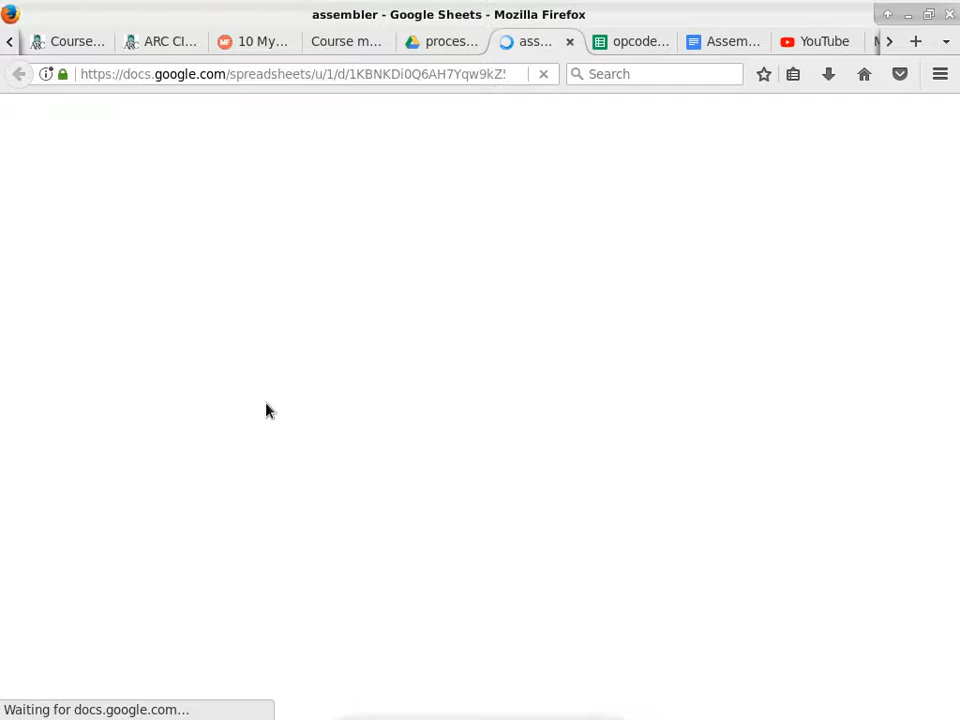 assembler - Google Sheets - Mozilla Firefox
Course...
ARC Cl...
10 My...
Course m...
proces...
ass...
opcode...
Assem...
YouTube
https://docs.google.com/spreadsheets/u/1/d/1KBNKDi0Q6AH7Yqw9kZ
Search
Waiting for docs.google.com...